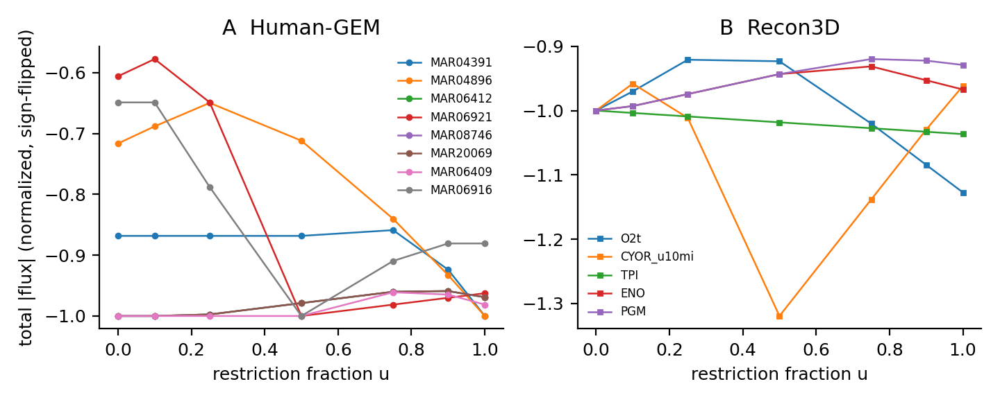 A  Human-GEM
total |flux| (normalized, sign-flipped)
−0.6
−0.7
−0.8
−0.9
−1.0
0.0 0.2 0.4 0.6 0.8 1.0
restriction fraction u
MAR04391
MAR04896
MAR06412
MAR06921
MAR08746
MAR20069
MAR06409
MAR06916
B  Recon3D
−0.9
−1.0
−1.1
−1.2
−1.3
O2t
CYOR_u10mi
TPI
ENO
PGM
0.0 0.2 0.4 0.6 0.8 1.0
restriction fraction u